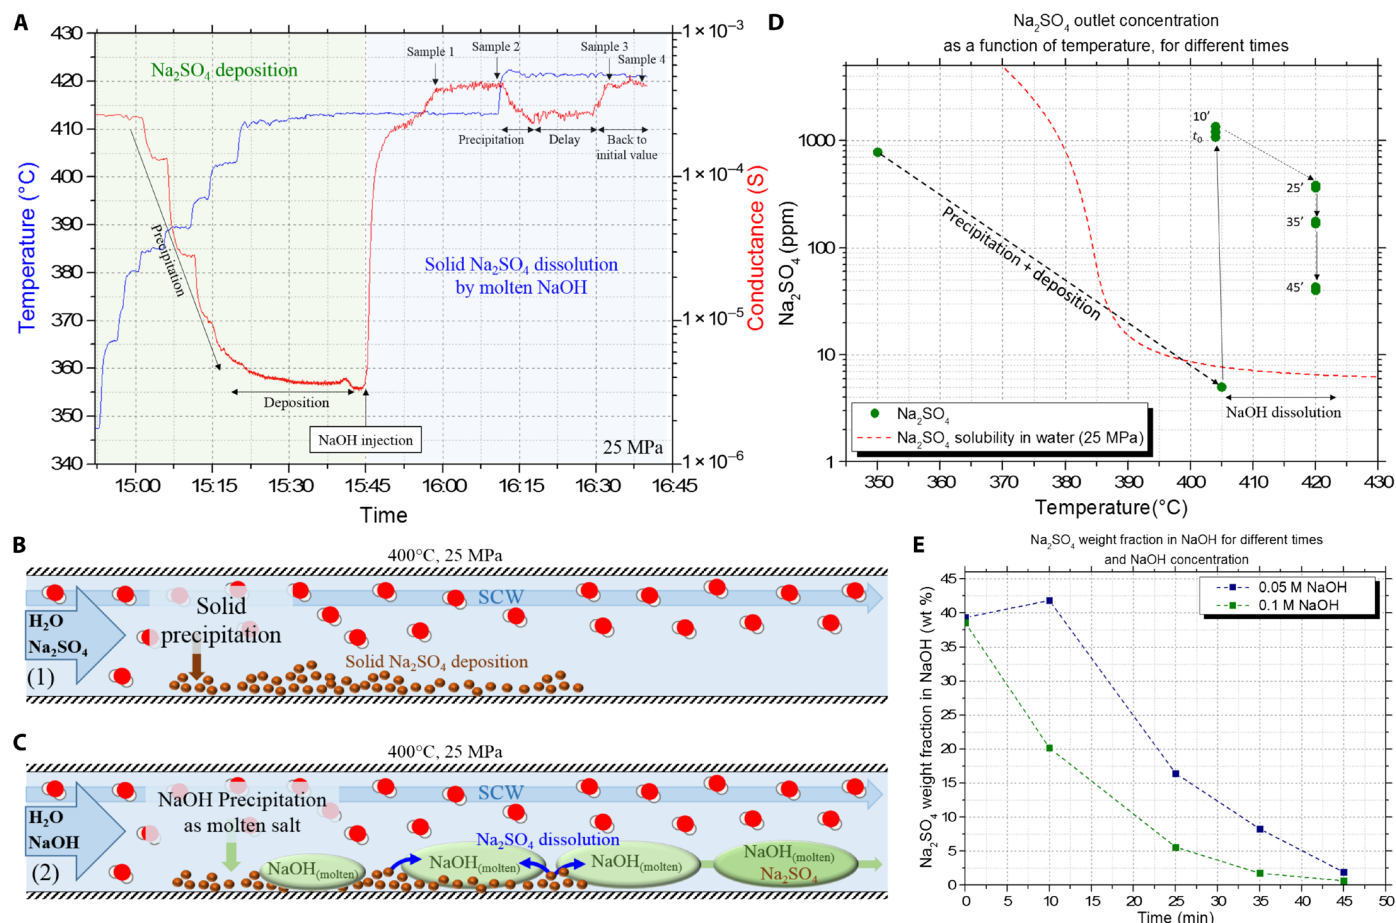 A
430
420
410
400
390
380
370
360
350
340
Temperature (°C)
Na₂SO₄ deposition
Precipitation
Deposition
NaOH injection
Sample 1
Sample 2
Sample 3
Sample 4
Precipitation
Delay
Back to
initial value
Solid Na₂SO₄ dissolution
by molten NaOH
25 MPa
1 × 10⁻³
1 × 10⁻⁴
1 × 10⁻⁵
1 × 10⁻⁶
Conductance (S)
15:00 15:15 15:30 15:45 16:00 16:15 16:30 16:45
Time
D
Na₂SO₄ outlet concentration
as a function of temperature, for different times
Na₂SO₄ (ppm)
1000
100
10
1
Precipitation + deposition
10′
t₀
25′
35′
45′
NaOH dissolution
Na₂SO₄
Na₂SO₄ solubility in water (25 MPa)
350 360 370 380 390 400 410 420 430
Temperature (°C)
B
400°C, 25 MPa
H₂O
Na₂SO₄
(1)
Solid
precipitation
SCW
Solid Na₂SO₄ deposition
C
400°C, 25 MPa
H₂O
NaOH
(2)
NaOH Precipitation
as molten salt
SCW
Na₂SO₄ dissolution
NaOH(molten)
NaOH(molten)
NaOH(molten)
NaOH(molten)
Na₂SO₄
E
Na₂SO₄ weight fraction in NaOH for different times
and NaOH concentration
Na₂SO₄ weight fraction in NaOH (wt %)
45
40
35
30
25
20
15
10
5
0
0.05 M NaOH
0.1 M NaOH
0 5 10 15 20 25 30 35 40 45 50
Time (min)